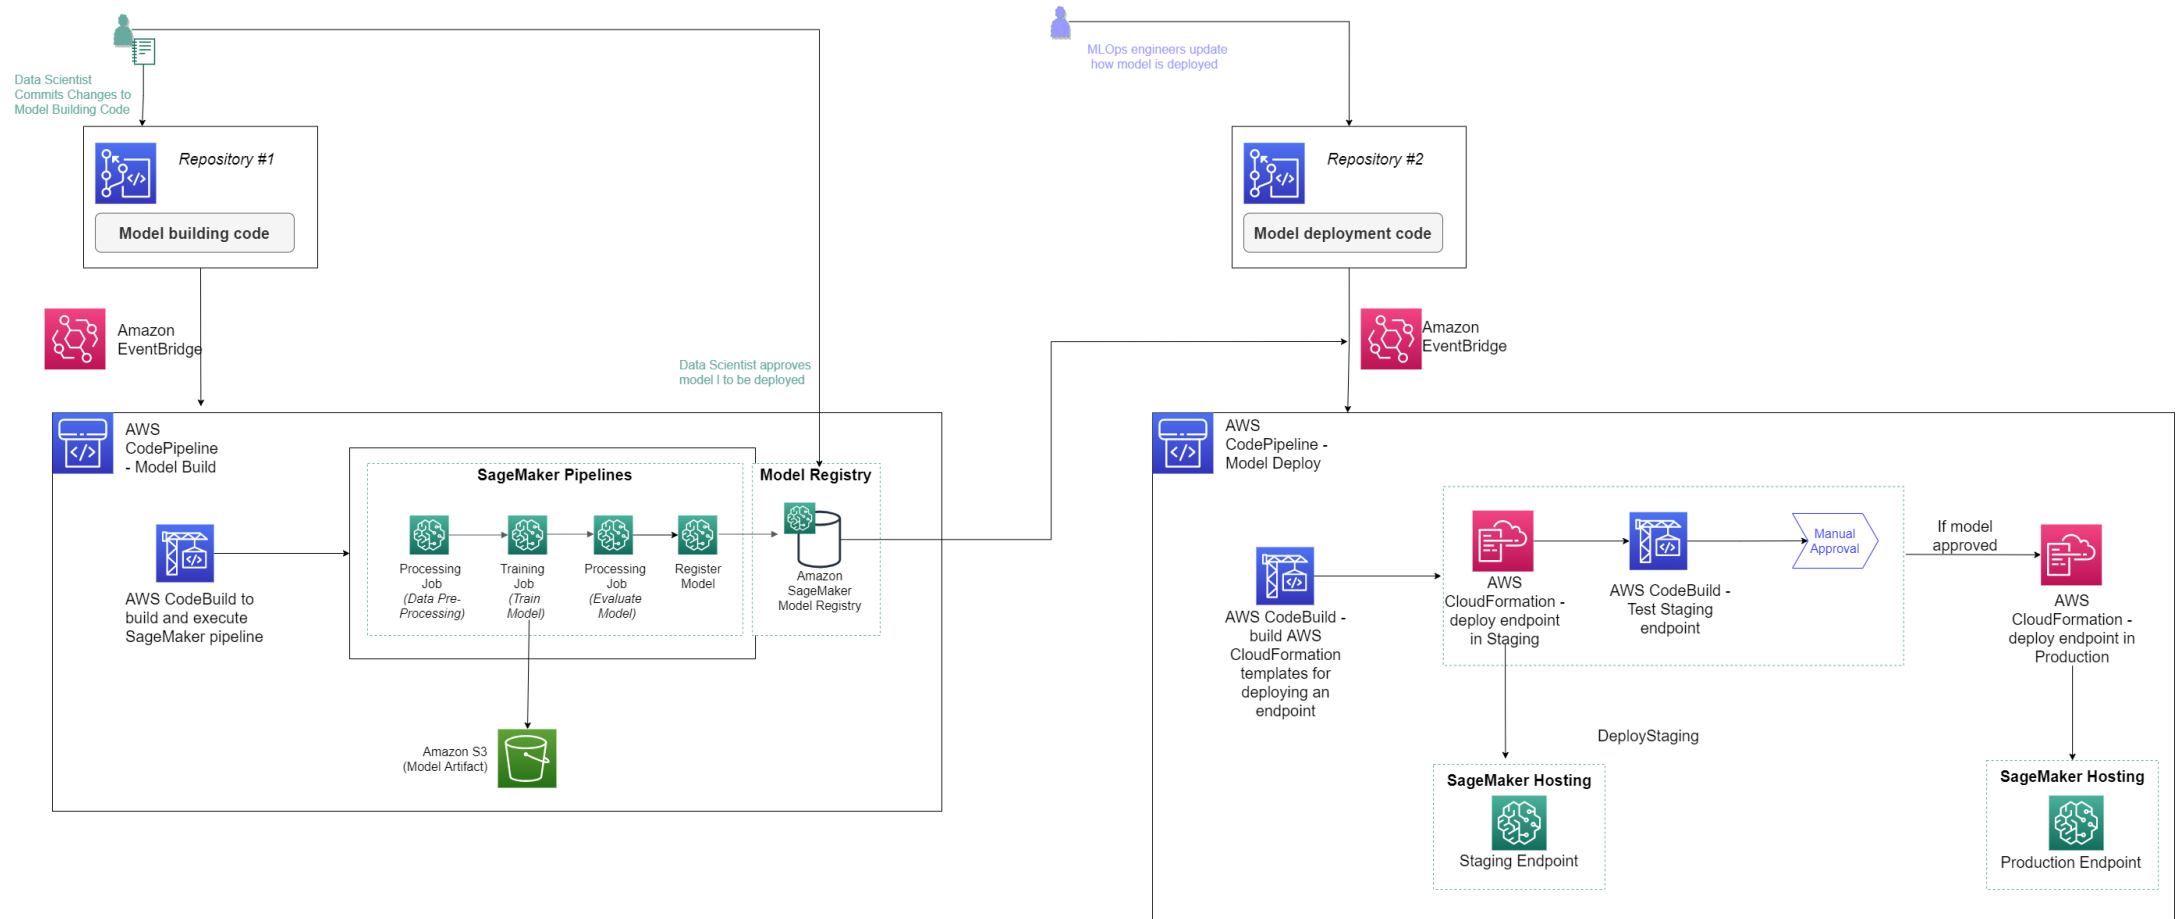 Data Scientist
Commits Changes to
Model Building Code
MLOps engineers update
how model is deployed
Repository #1
Model building code
Repository #2
Model deployment code
Amazon
EventBridge
Amazon
EventBridge
Data Scientist approves
model I to be deployed
AWS
CodePipeline
- Model Build
SageMaker Pipelines
Model Registry
Processing
Job
(Data Pre-
Processing)
Training
Job
(Train
Model)
Processing
Job
(Evaluate
Model)
Register
Model
Amazon
SageMaker
Model Registry
AWS CodeBuild to
build and execute
SageMaker pipeline
Amazon S3
(Model Artifact)
AWS
CodePipeline -
Model Deploy
AWS CodeBuild -
build AWS
CloudFormation
templates for
deploying an
endpoint
AWS
CloudFormation -
deploy endpoint
in Staging
AWS CodeBuild -
Test Staging
endpoint
Manual
Approval
If model
approved
AWS
CloudFormation -
deploy endpoint in
Production
DeployStaging
SageMaker Hosting
Staging Endpoint
SageMaker Hosting
Production Endpoint